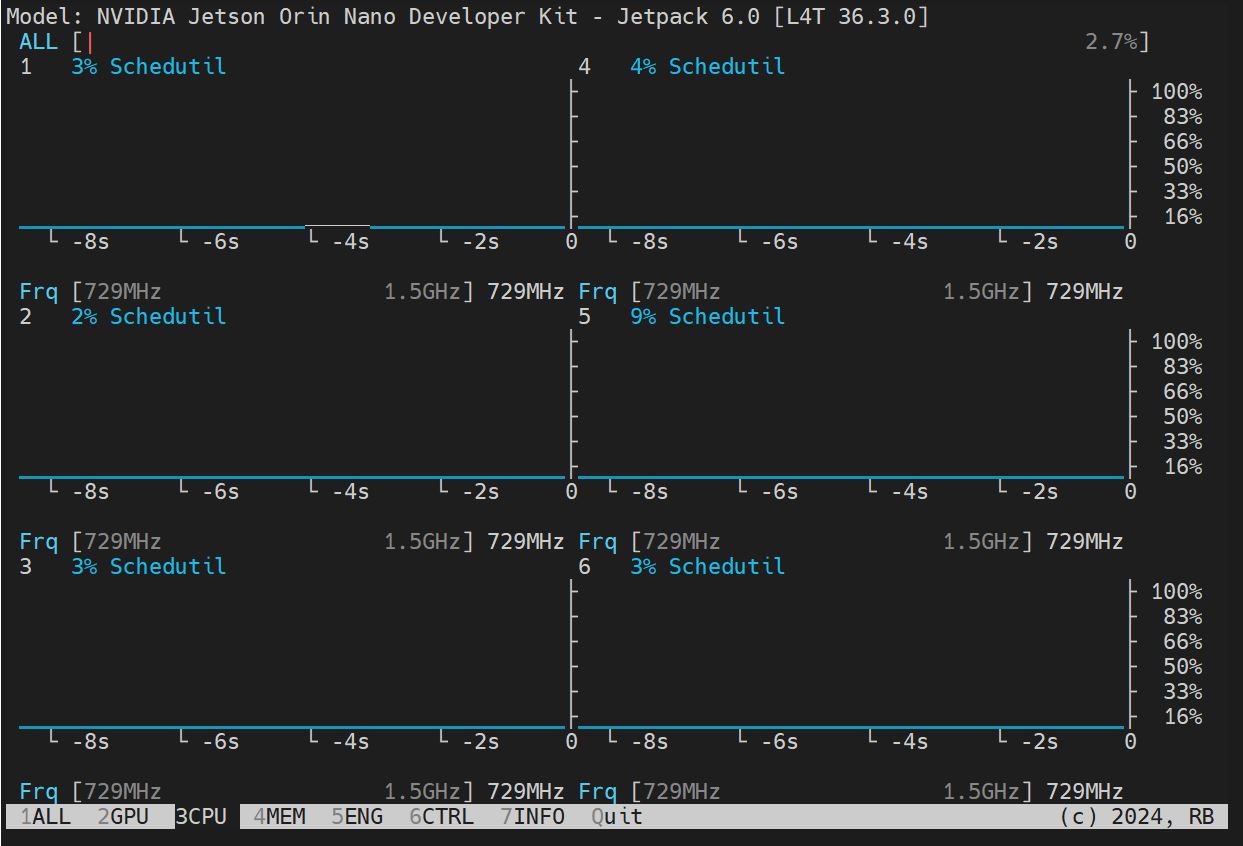 Model: NVIDIA Jetson Orin Nano Developer Kit - Jetpack 6.0 [L4T 36.3.0]
ALL [| 2.7%]
1 3% Schedutil 4 4% Schedutil
100%
83%
66%
50%
33%
16%
-8s -6s -4s -2s 0 -8s -6s -4s -2s 0
Frq [729MHz 1.5GHz] 729MHz Frq [729MHz 1.5GHz] 729MHz
2 2% Schedutil 5 9% Schedutil
100%
83%
66%
50%
33%
16%
-8s -6s -4s -2s 0 -8s -6s -4s -2s 0
Frq [729MHz 1.5GHz] 729MHz Frq [729MHz 1.5GHz] 729MHz
3 3% Schedutil 6 3% Schedutil
100%
83%
66%
50%
33%
16%
-8s -6s -4s -2s 0 -8s -6s -4s -2s 0
Frq [729MHz 1.5GHz] 729MHz Frq [729MHz 1.5GHz] 729MHz
1ALL 2GPU 3CPU 4MEM 5ENG 6CTRL 7INFO Quit (c) 2024, RB